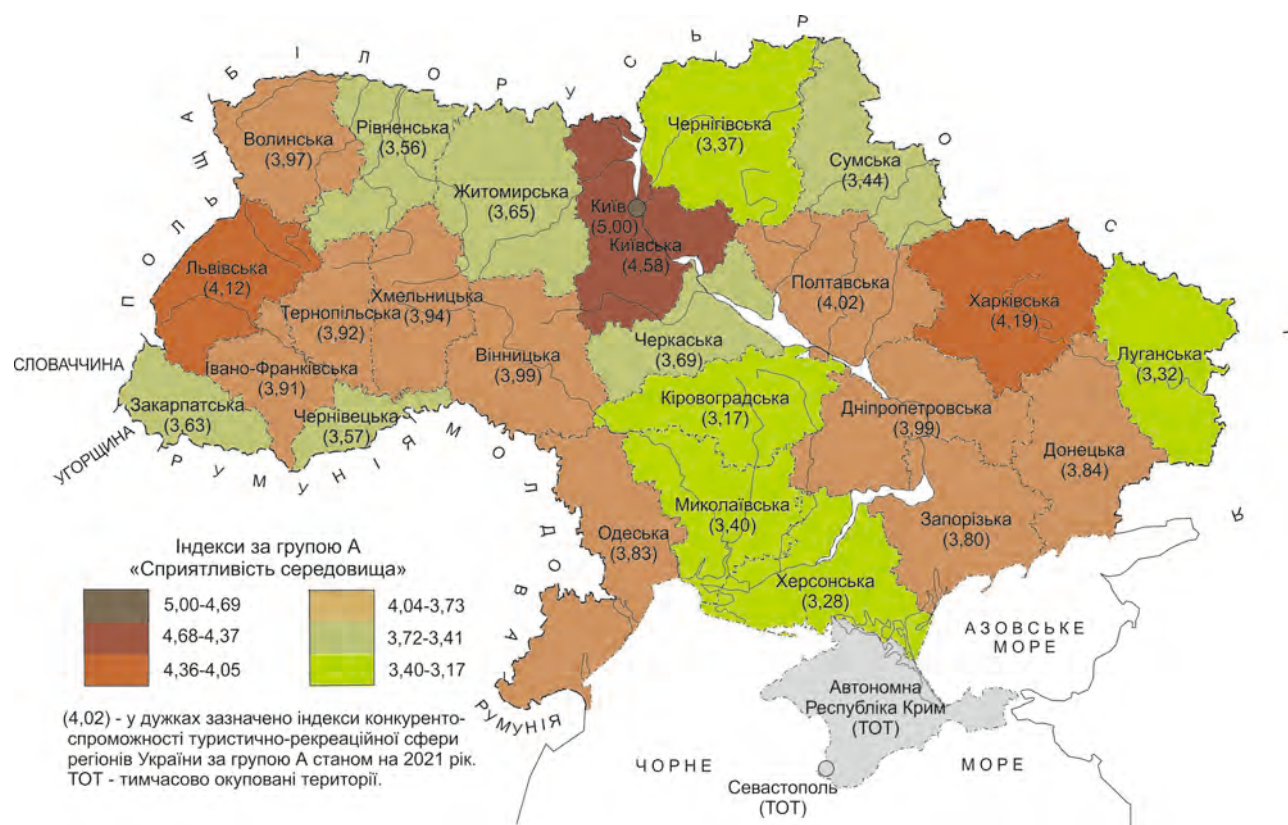 БІЛОРУСЬ
РОСІЯ
ПОЛЬЩА
Волинська
(3,97)
Рівненська
(3,56)
Житомирська
(3,65)
Київ
(5,00)
Київська
(4,58)
Чернігівська
(3,37)
Сумська
(3,44)
Львівська
(4,12)
Тернопільська
(3,92)
Хмельницька
(3,94)
Вінницька
(3,99)
Черкаська
(3,69)
Полтавська
(4,02)
Харківська
(4,19)
Луганська
(3,32)
СЛОВАЧЧИНА
УГОРЩИНА
РУМУНІЯ
МОЛДОВА
Івано-Франківська
(3,91)
Закарпатська
(3,63)
Чернівецька
(3,57)
Кіровоградська
(3,17)
Дніпропетровська
(3,99)
Донецька
(3,84)
Миколаївська
(3,40)
Запорізька
(3,80)
Одеська
(3,83)
Херсонська
(3,28)
АЗОВСЬКЕ
МОРЕ
Автономна
Республіка Крим
(ТОТ)
РУМУНІЯ
ЧОРНЕ МОРЕ
Севастополь
(ТОТ)
Індекси за групою А
«Сприятливість середовища»
5,00-4,69
4,68-4,37
4,36-4,05
4,04-3,73
3,72-3,41
3,40-3,17
(4,02) - у дужках зазначено індекси конкуренто-
спроможності туристично-рекреаційної сфери
регіонів України за групою А станом на 2021 рік.
ТОТ - тимчасово окуповані території.